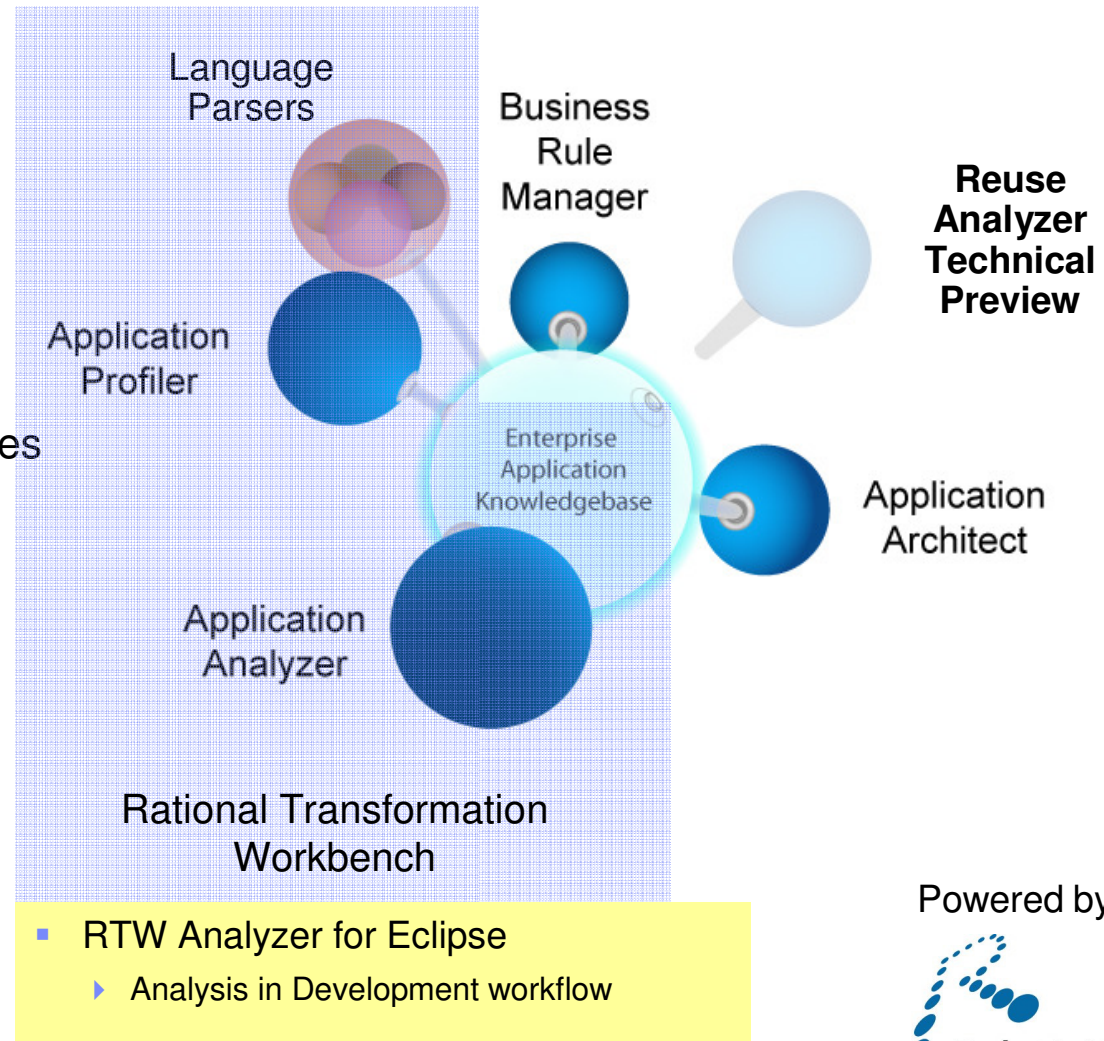 Language
Parsers
Business
Rule
Manager
Reuse
Analyzer
Technical
Preview
Application
Profiler
es
Enterprise
Application
Knowledgebase
Application
Architect
Application
Analyzer
Rational Transformation
Workbench
Powered by
RTW Analyzer for Eclipse
Analysis in Development workflow